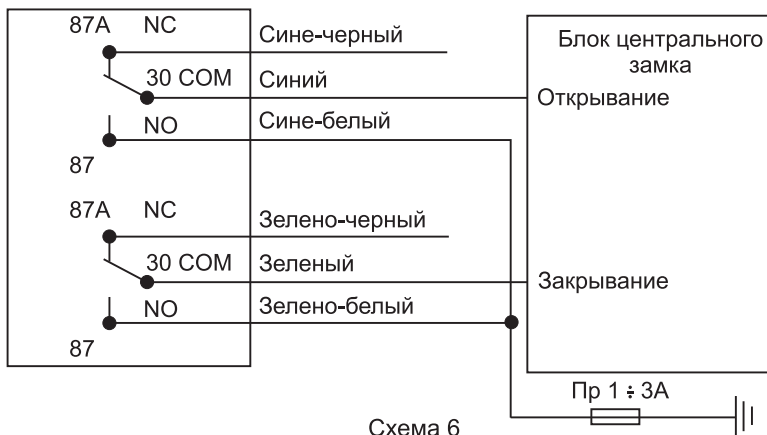 87A NC
Сине-черный
30 COM
Синий
NO
Сине-белый
87
87A NC
Зелено-черный
30 COM
Зеленый
NO
Зелено-белый
87
Блок центрального
замка
Открывание
Закрывание
Пр 1 ÷ 3А
Схема 6